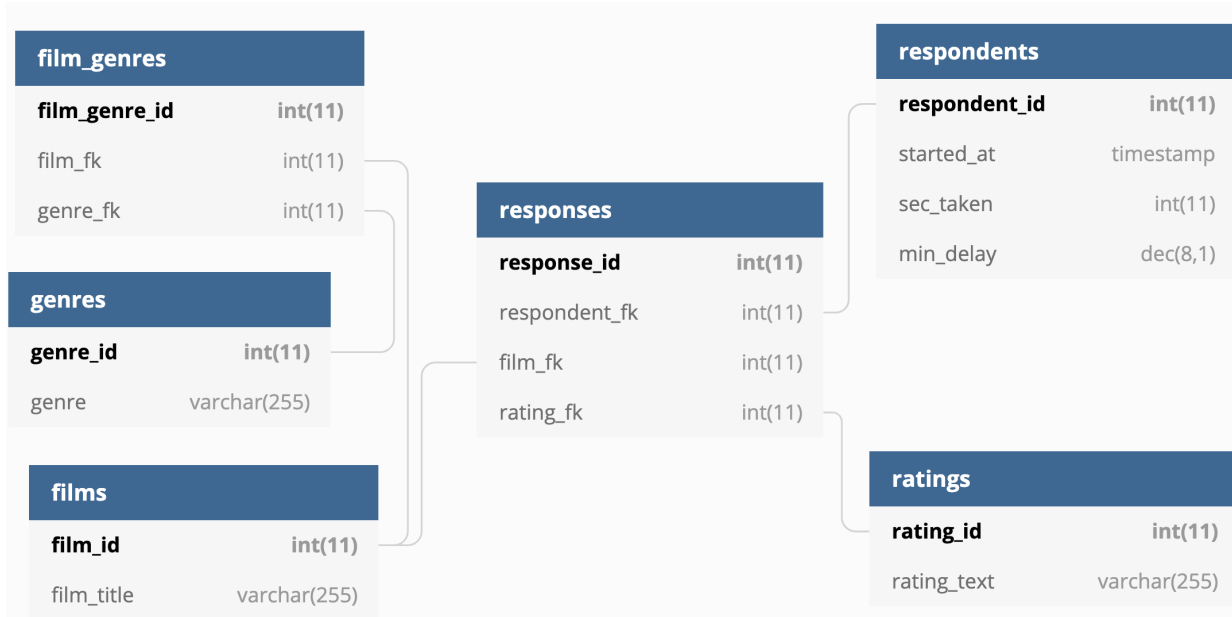 film_genres
film_genre_id int(11)
film_fk int(11)
genre_fk int(11)
genres
genre_id int(11)
genre varchar(255)
films
film_id int(11)
film_title varchar(255)
responses
response_id int(11)
respondent_fk int(11)
film_fk int(11)
rating_fk int(11)
respondents
respondent_id int(11)
started_at timestamp
sec_taken int(11)
min_delay dec(8,1)
ratings
rating_id int(11)
rating_text varchar(255)